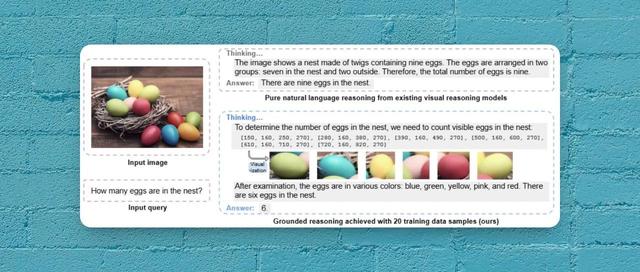 Thinking…
The image shows a nest made of twigs containing nine eggs. The eggs are arranged in two
groups: seven in the nest and two outside. Therefore, the total number of eggs is nine.
Answer: There are nine eggs in the nest.
Pure natural language reasoning from existing visual reasoning models
Input image
How many eggs are in the nest?
Input query
Thinking…
To determine the number of eggs in the nest, we need to count visible eggs in the nest:
[150, 160, 250, 270], [280, 160, 380, 270], [390, 160, 490, 270], [500, 160, 600, 270],
[610, 160, 710, 270], [720, 160, 820, 270]
Visual
ization
After examination, the eggs are in various colors: blue, green, yellow, pink, and red. There
are six eggs in the nest.
Answer: 6.
Grounded reasoning achieved with 20 training data samples (ours)